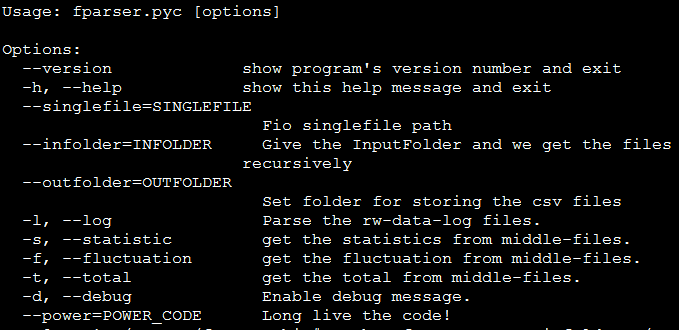 Usage: fparser.pyc [options]
Options:
--version show program's version number and exit
-h, --help show this help message and exit
--singlefile=SINGLEFILE
Fio singlefile path
--infolder=INFOLDER Give the InputFolder and we get the files
recursively
--outfolder=OUTFOLDER
Set folder for storing the csv files
-l, --log Parse the rw-data-log files.
-s, --statistic get the statistics from middle-files.
-f, --fluctuation get the fluctuation from middle-files.
-t, --total get the total from middle-files.
-d, --debug Enable debug message.
--power=POWER_CODE Long live the code!